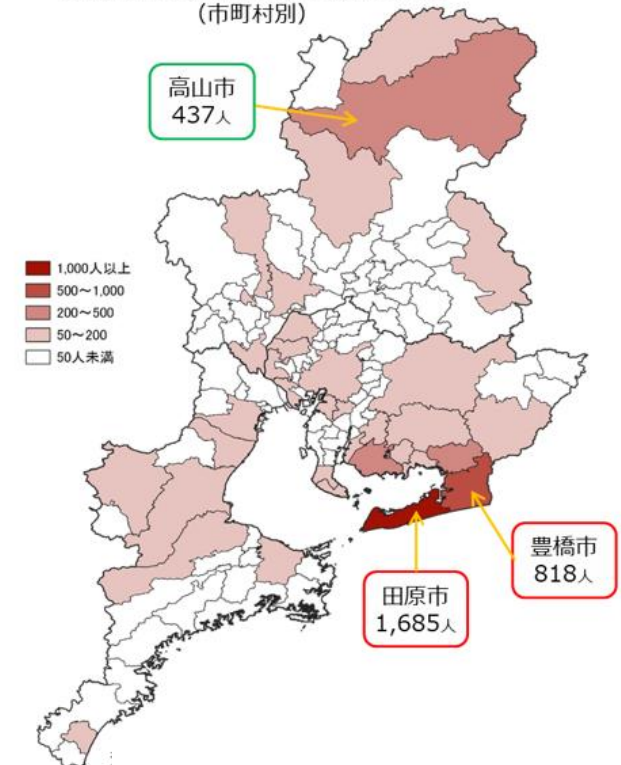 （市町村別）
高山市
437人
1,000人以上
500～1,000
200～500
50～200
50人未満
豊橋市
818人
田原市
1,685人